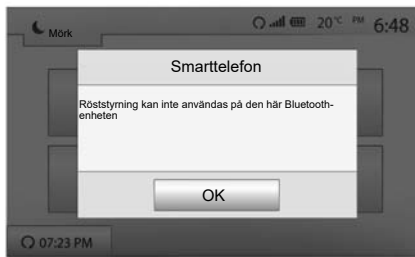 Mörk
20°C PM 6:48
Smarttelefon
Röststyrning kan inte användas på den här Bluetooth-
enheten
OK
07:23 PM